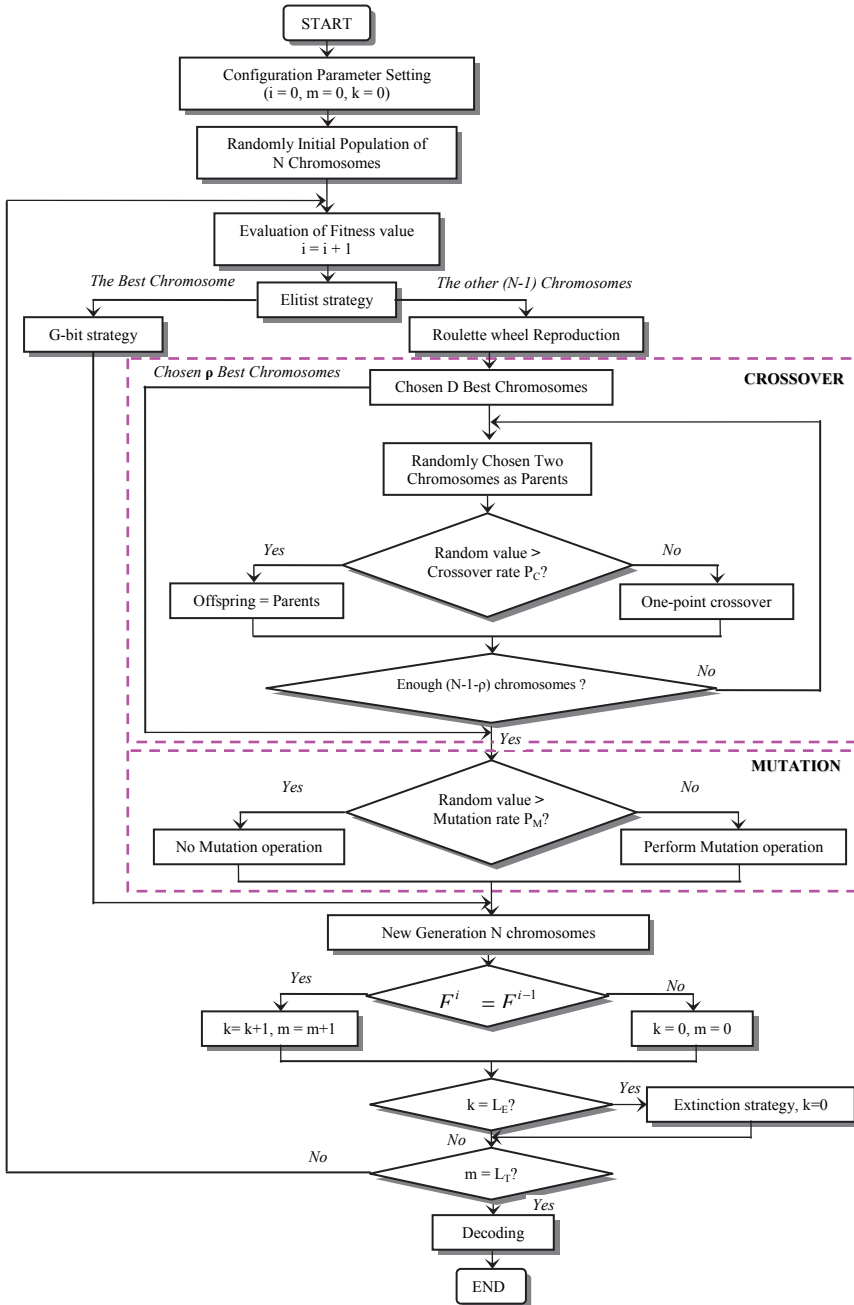 START
Configuration Parameter Setting
(i = 0, m = 0, k = 0)
Randomly Initial Population of
N Chromosomes
Evaluation of Fitness value
i = i + 1
The Best Chromosome
Elitist strategy
The other (N-1) Chromosomes
G-bit strategy
Roulette wheel Reproduction
Chosen ρ Best Chromosomes
Chosen D Best Chromosomes
CROSSOVER
Randomly Chosen Two
Chromosomes as Parents
Yes
Random value >
Crossover rate P_C?
No
Offspring = Parents
One-point crossover
Enough (N-1-ρ) chromosomes ?
No
Yes
MUTATION
Yes
Random value >
Mutation rate P_M?
No
No Mutation operation
Perform Mutation operation
New Generation N chromosomes
Yes
F^i = F^{i-1}
No
k= k+1, m = m+1
k = 0, m = 0
k = L_E?
Yes
Extinction strategy, k=0
No
No
m = L_T?
Yes
Decoding
END